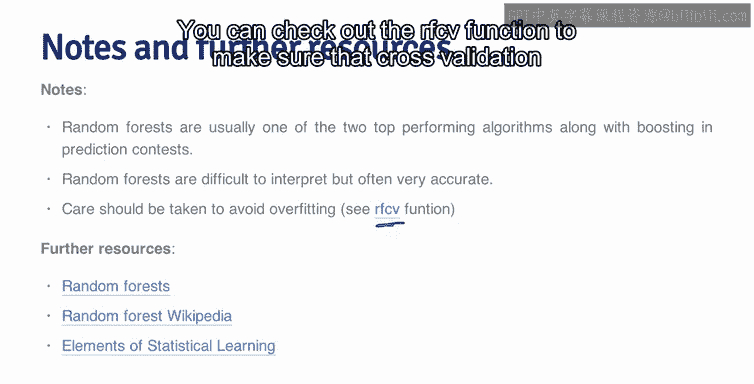 You can check out the rfcv function to
make sure that cross validation
Notes and further resources
Notes:
· Random forests are usually one of the two top performing algorithms along with boosting in
prediction contests.
· Random forests are difficult to interpret but often very accurate.
· Care should be taken to avoid overfitting (see rfcv funtion)
Further resources:
· Random forests
· Random forest Wikipedia
· Elements of Statistical Learning